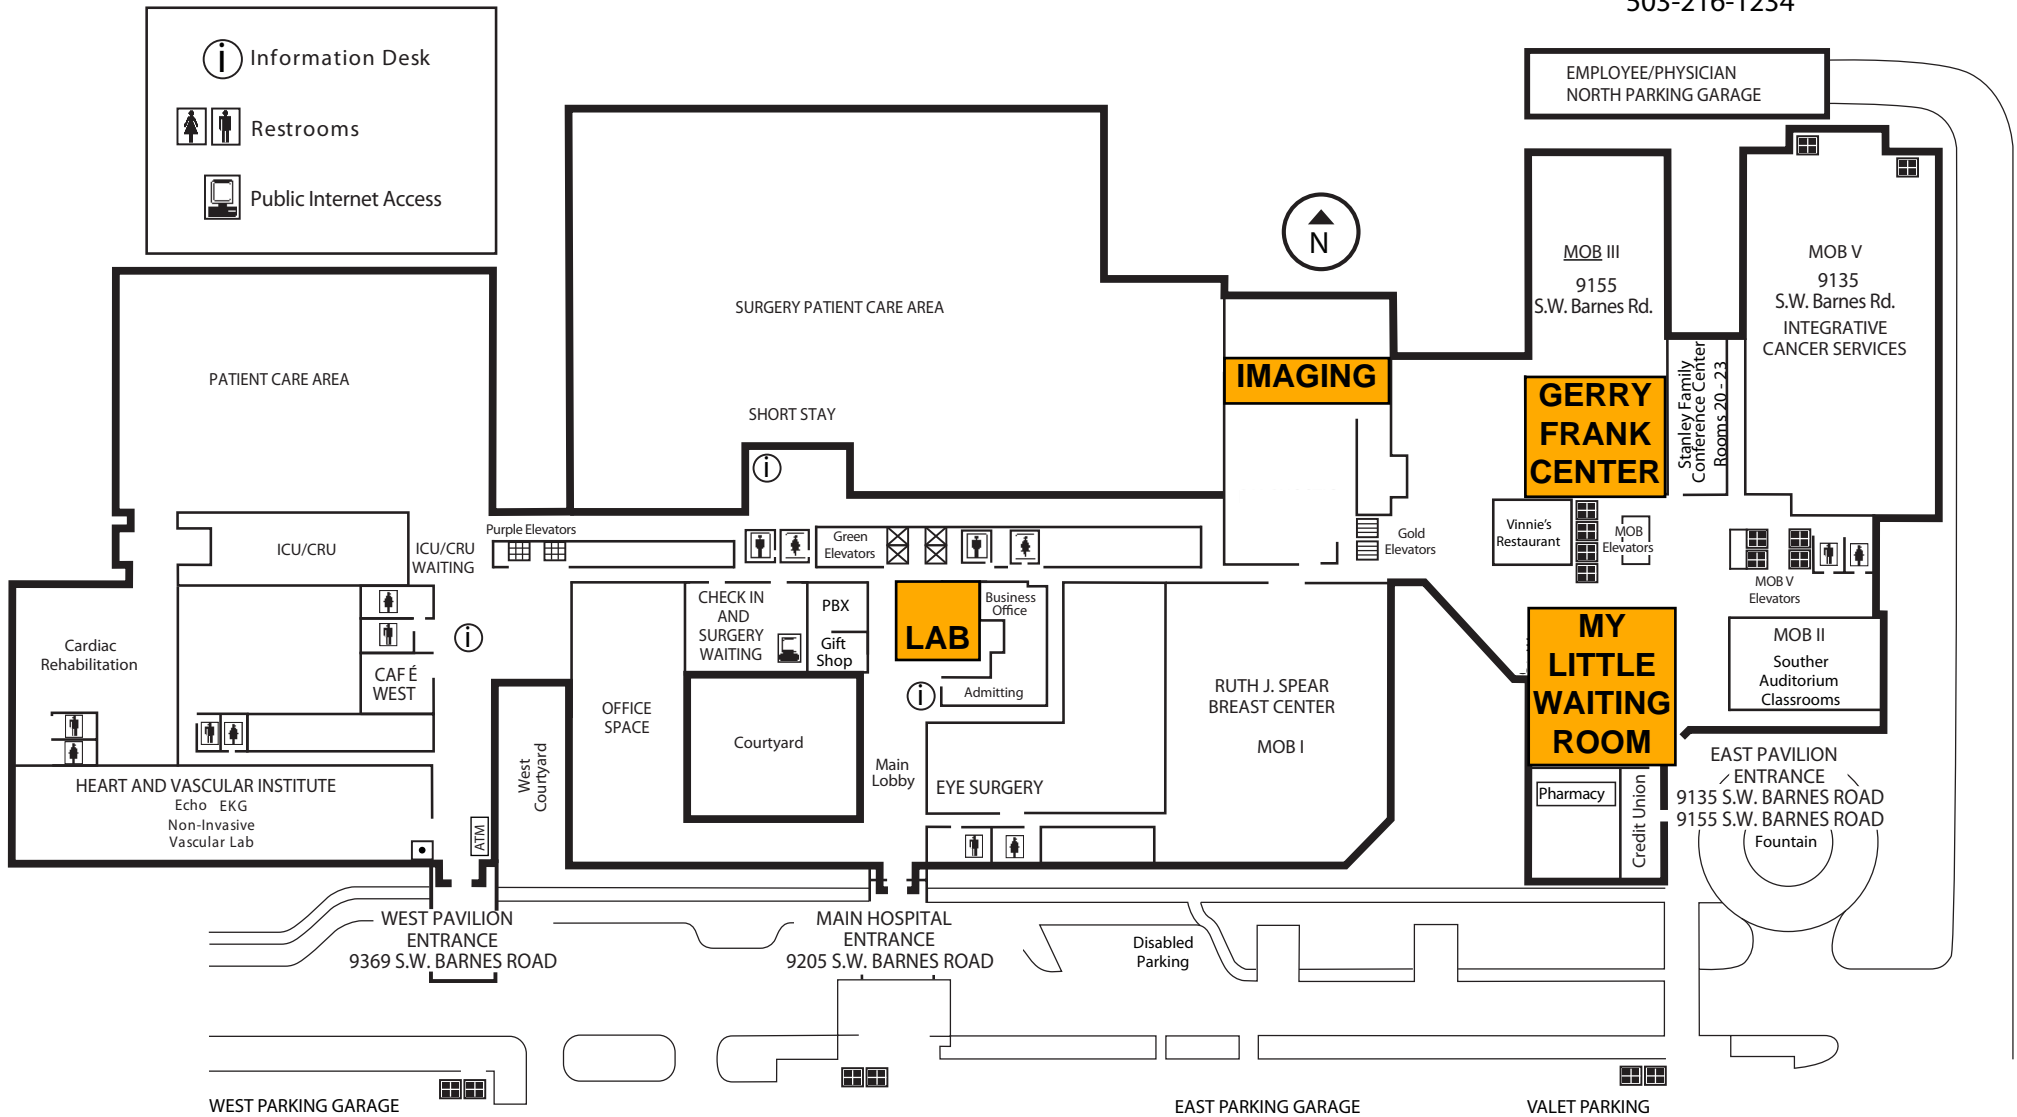 503-216-1234
Information Desk
Restrooms
Public Internet Access
EMPLOYEE/PHYSICIAN
NORTH PARKING GARAGE
N
MOB III
9155
S.W. Barnes Rd.
MOB V
9135
S.W. Barnes Rd.
INTEGRATIVE
CANCER SERVICES
SURGERY PATIENT CARE AREA
PATIENT CARE AREA
SHORT STAY
IMAGING
GERRY
FRANK
CENTER
Stanley Family
Conference Center
Rooms 20 - 23
i
Purple Elevators
ICU/CRU
ICU/CRU
WAITING
Green
Elevators
Gold
Elevators
Vinnie's
Restaurant
MOB
Elevators
MOB V
Elevators
CHECK IN
AND
SURGERY
WAITING
PBX
Gift
Shop
LAB
Business
Office
Admitting
i
i
Cardiac
Rehabilitation
CAF É
WEST
OFFICE
SPACE
Courtyard
West
Courtyard
Main
Lobby
EYE SURGERY
RUTH J. SPEAR
BREAST CENTER
MOB I
MY
LITTLE
WAITING
ROOM
MOB II
Souther
Auditorium
Classrooms
HEART AND VASCULAR INSTITUTE
Echo EKG
Non-Invasive
Vascular Lab
ATM
Pharmacy
Credit Union
EAST PAVILION
ENTRANCE
9135 S.W. BARNES ROAD
9155 S.W. BARNES ROAD
Fountain
WEST PAVILION
ENTRANCE
9369 S.W. BARNES ROAD
MAIN HOSPITAL
ENTRANCE
9205 S.W. BARNES ROAD
Disabled
Parking
WEST PARKING GARAGE
EAST PARKING GARAGE
VALET PARKING